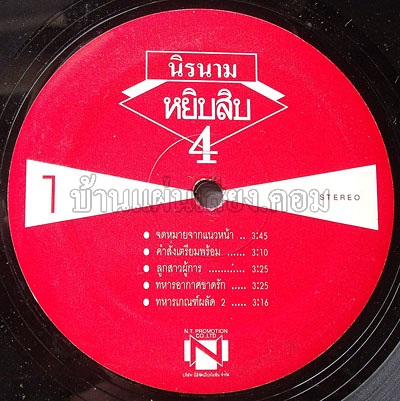 นิรนาม
หยิบสิบ
4
บ้านแผ่นเสียง.คอม
1
STEREO
● จดหมายจากแนวหน้า .. 3:45
● คำสั่งเตรียมพร้อม ...... 3:10
● ลูกสาวผู้การ ............ 3:25
● ทหารอากาศขาดรัก .. 3:25
● ทหารเกณฑ์ผลัด 2 .. 3:16
N.T. PROMOTION
CO.LTD
N